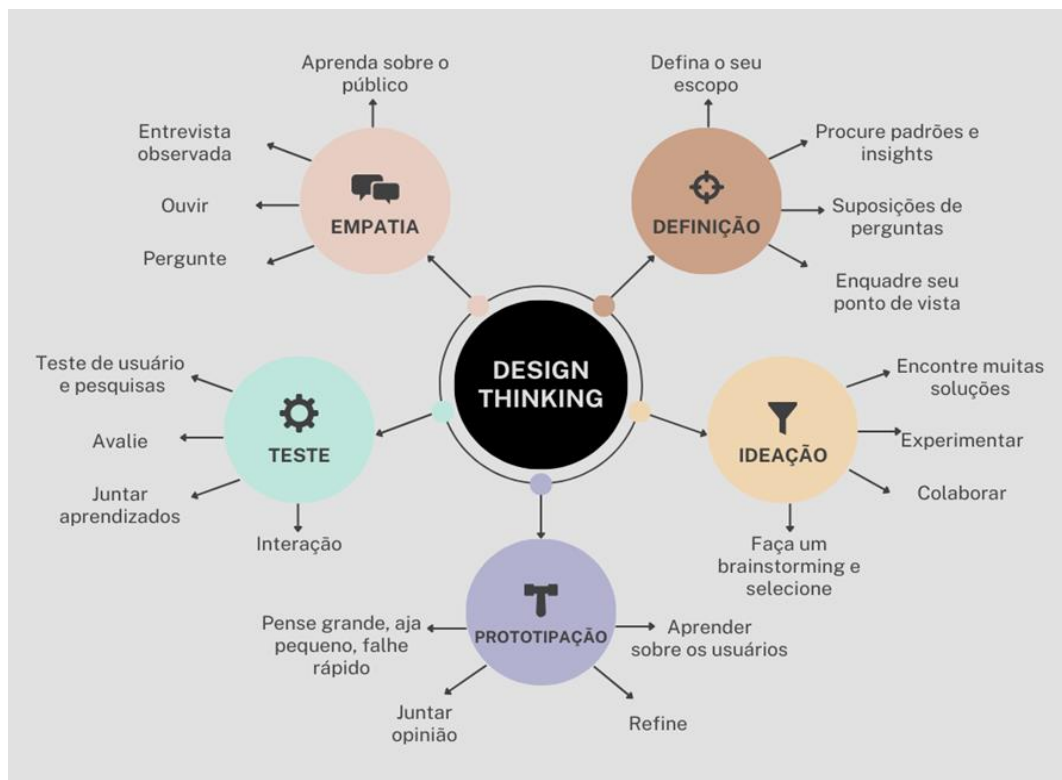 DESIGN
THINKING
EMPATIA
Aprenda sobre o
público
Entrevista
observada
Ouvir
Pergunte
DEFINIÇÃO
Defina o seu
escopo
Procure padrões e
insights
Suposições de
perguntas
Enquadre seu
ponto de vista
IDEAÇÃO
Encontre muitas
soluções
Experimentar
Colaborar
Faça um
brainstorming e
selecione
PROTOTIPAÇÃO
Aprender
sobre os usuários
Refine
Juntar
opinião
Pense grande, aja
pequeno, falhe
rápido
TESTE
Teste de usuário
e pesquisas
Avalie
Juntar
aprendizados
Interação